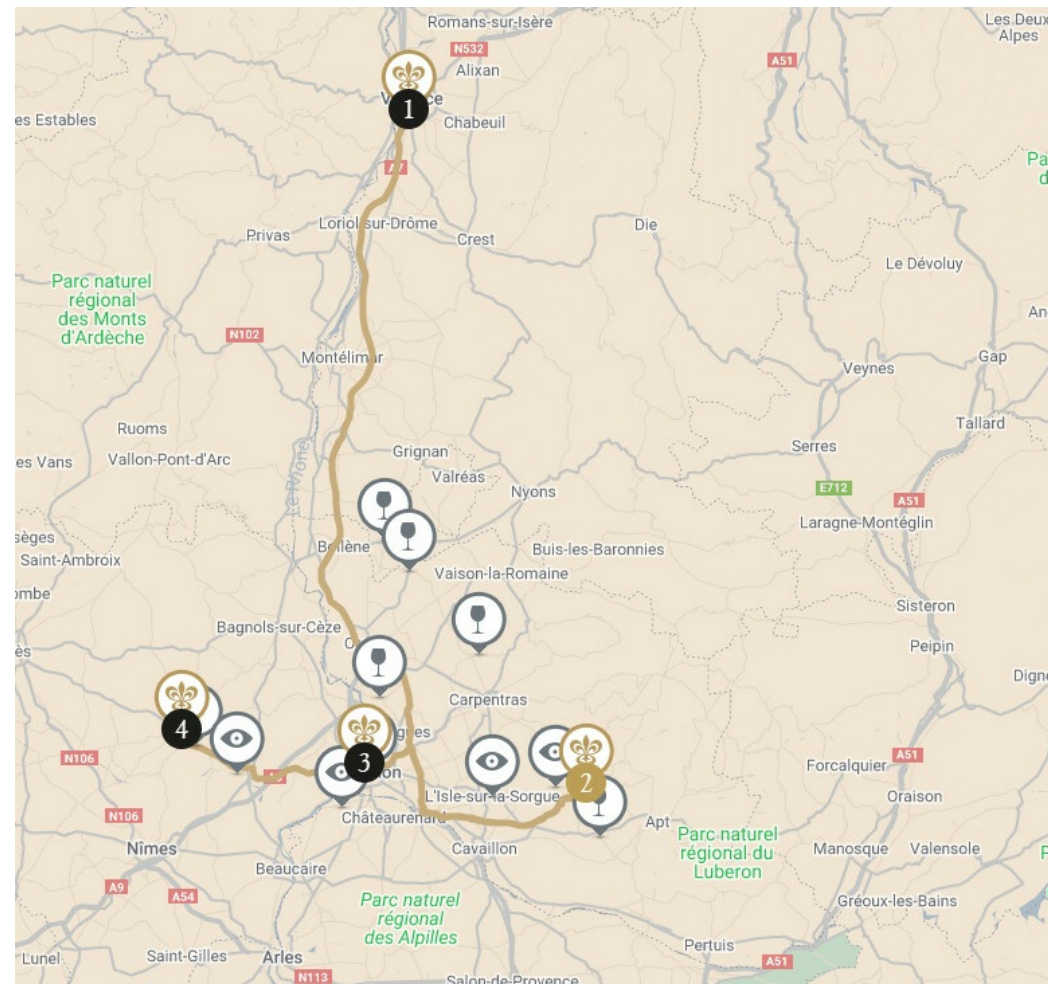 Romans-sur-Isère
Les Deux
Alpes
N532
A51
Alixan
1
es Estables
Chabeuil
A7
Loriol-sur-Drôme
Privas
Crest
Die
Le Dévoluy
Parc naturel
régional
des Monts
d'Ardèche
N102
Montélimar
Gap
Veynes
Tallard
Ruoms
Serres
Grignan
es Vans
Vallon-Pont-d'Arc
Le Rhône
Valréas
Nyons
E712
A51
Laragne-Montéglin
Bollène
Buis-les-Baronnies
Saint-Ambroix
Vaison-la-Romaine
Sisteron
Bagnols-sur-Cèze
Peipin
Carpentras
4
3
2
N106
A51
Forcalquier
L'Isle-sur-la-Sorgue
Oraison
N106
Châteaurenard
Apt
Parc naturel
régional du
Luberon
Nîmes
Cavaillon
Manosque
Valensole
Beaucaire
A9
A54
Parc naturel
régional
des Alpilles
Gréoux-les-Bains
Lunel
Saint-Gilles
Arles
Pertuis
A51
N113
Salon-de-Provence